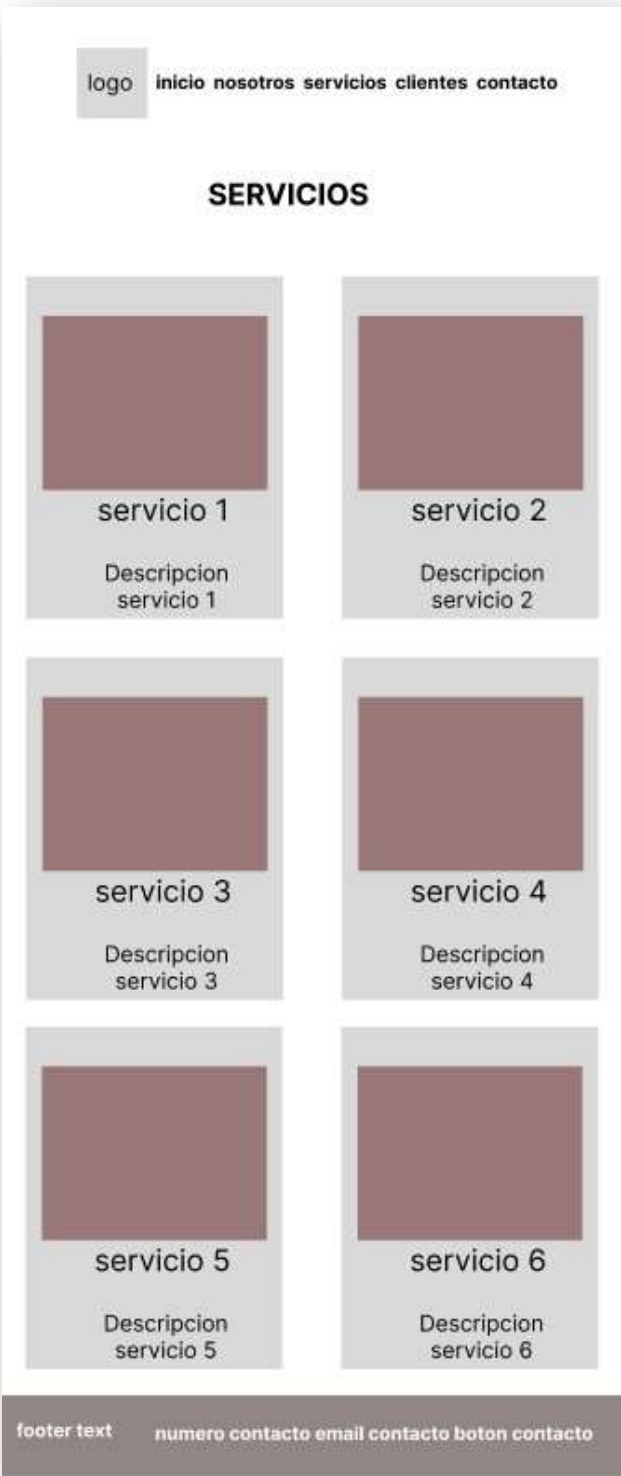 logo
inicio nosotros servicios clientes contacto
SERVICIOS
servicio 1
Descripcion
servicio 1
servicio 2
Descripcion
servicio 2
servicio 3
Descripcion
servicio 3
servicio 4
Descripcion
servicio 4
servicio 5
Descripcion
servicio 5
servicio 6
Descripcion
servicio 6
footer text
numero contacto email contacto boton contacto